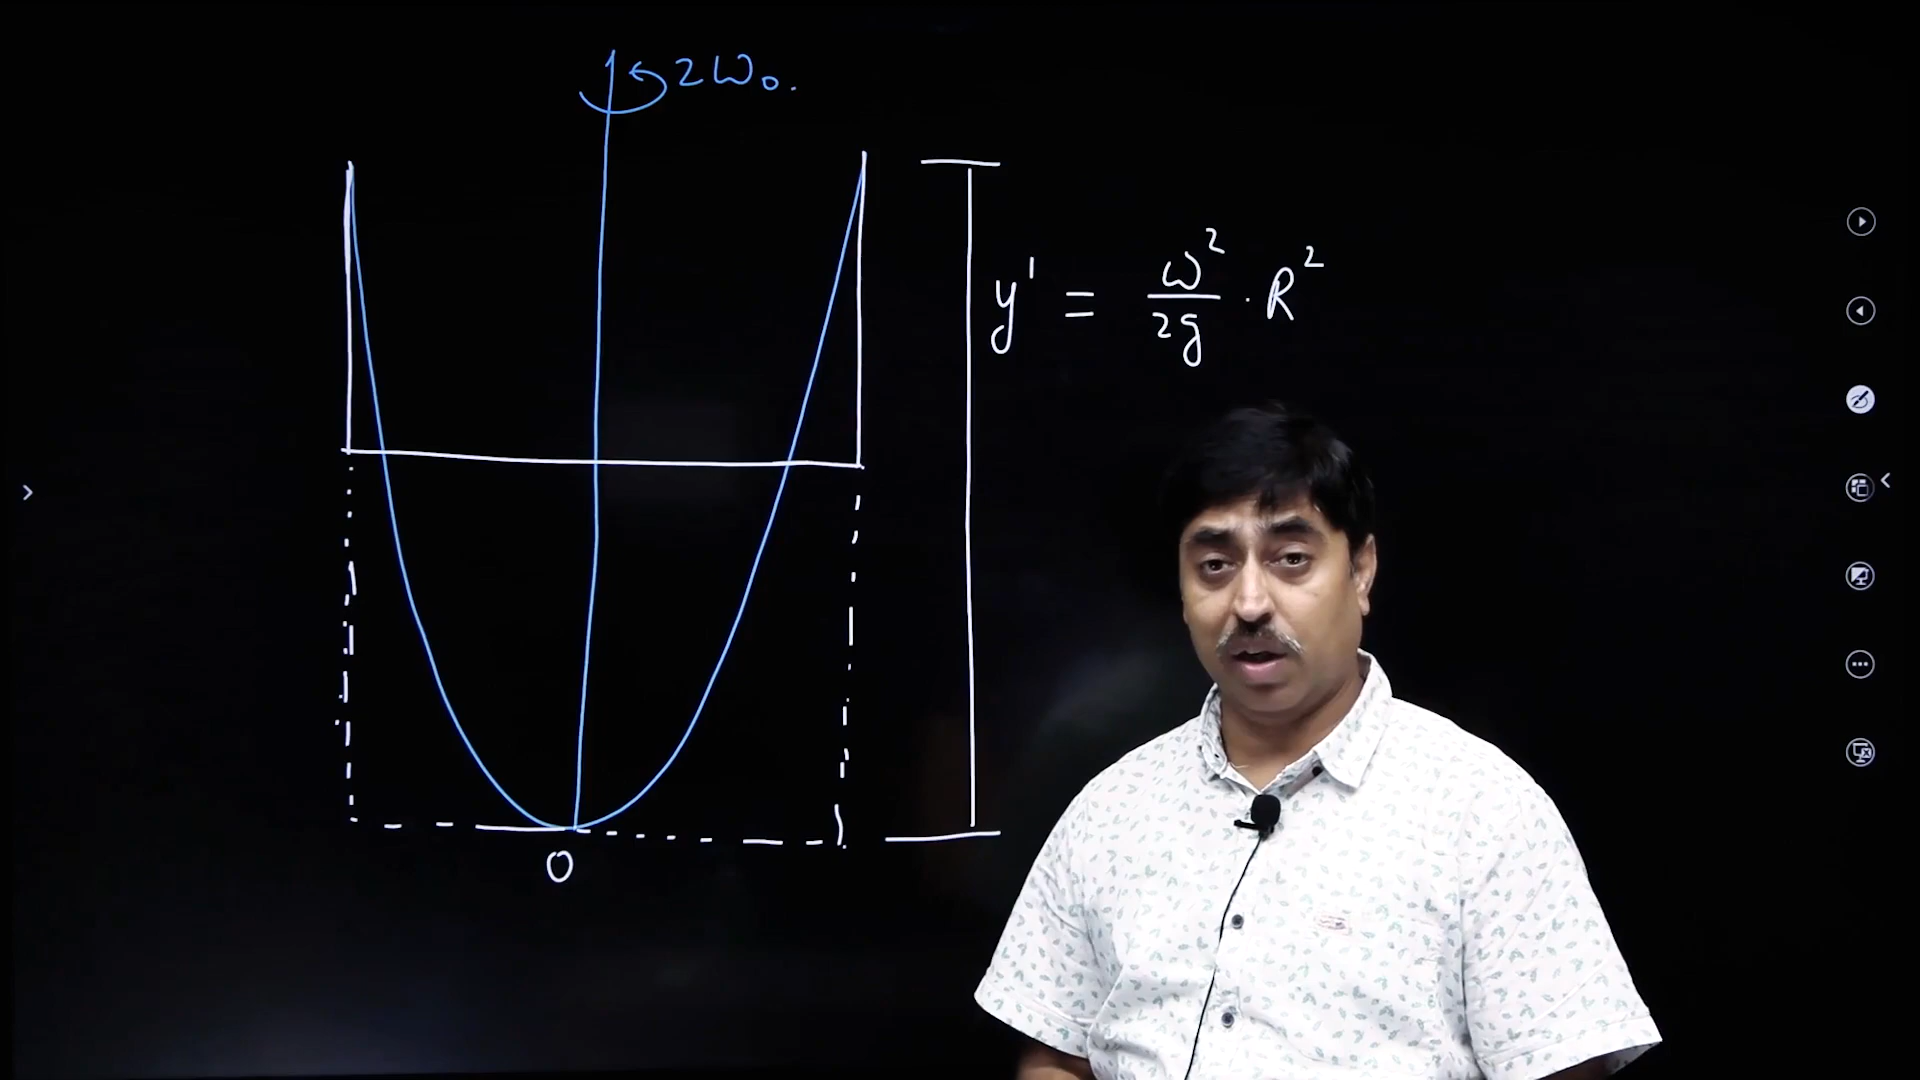 2ω₀.
y' = ω²/2g · R²
O